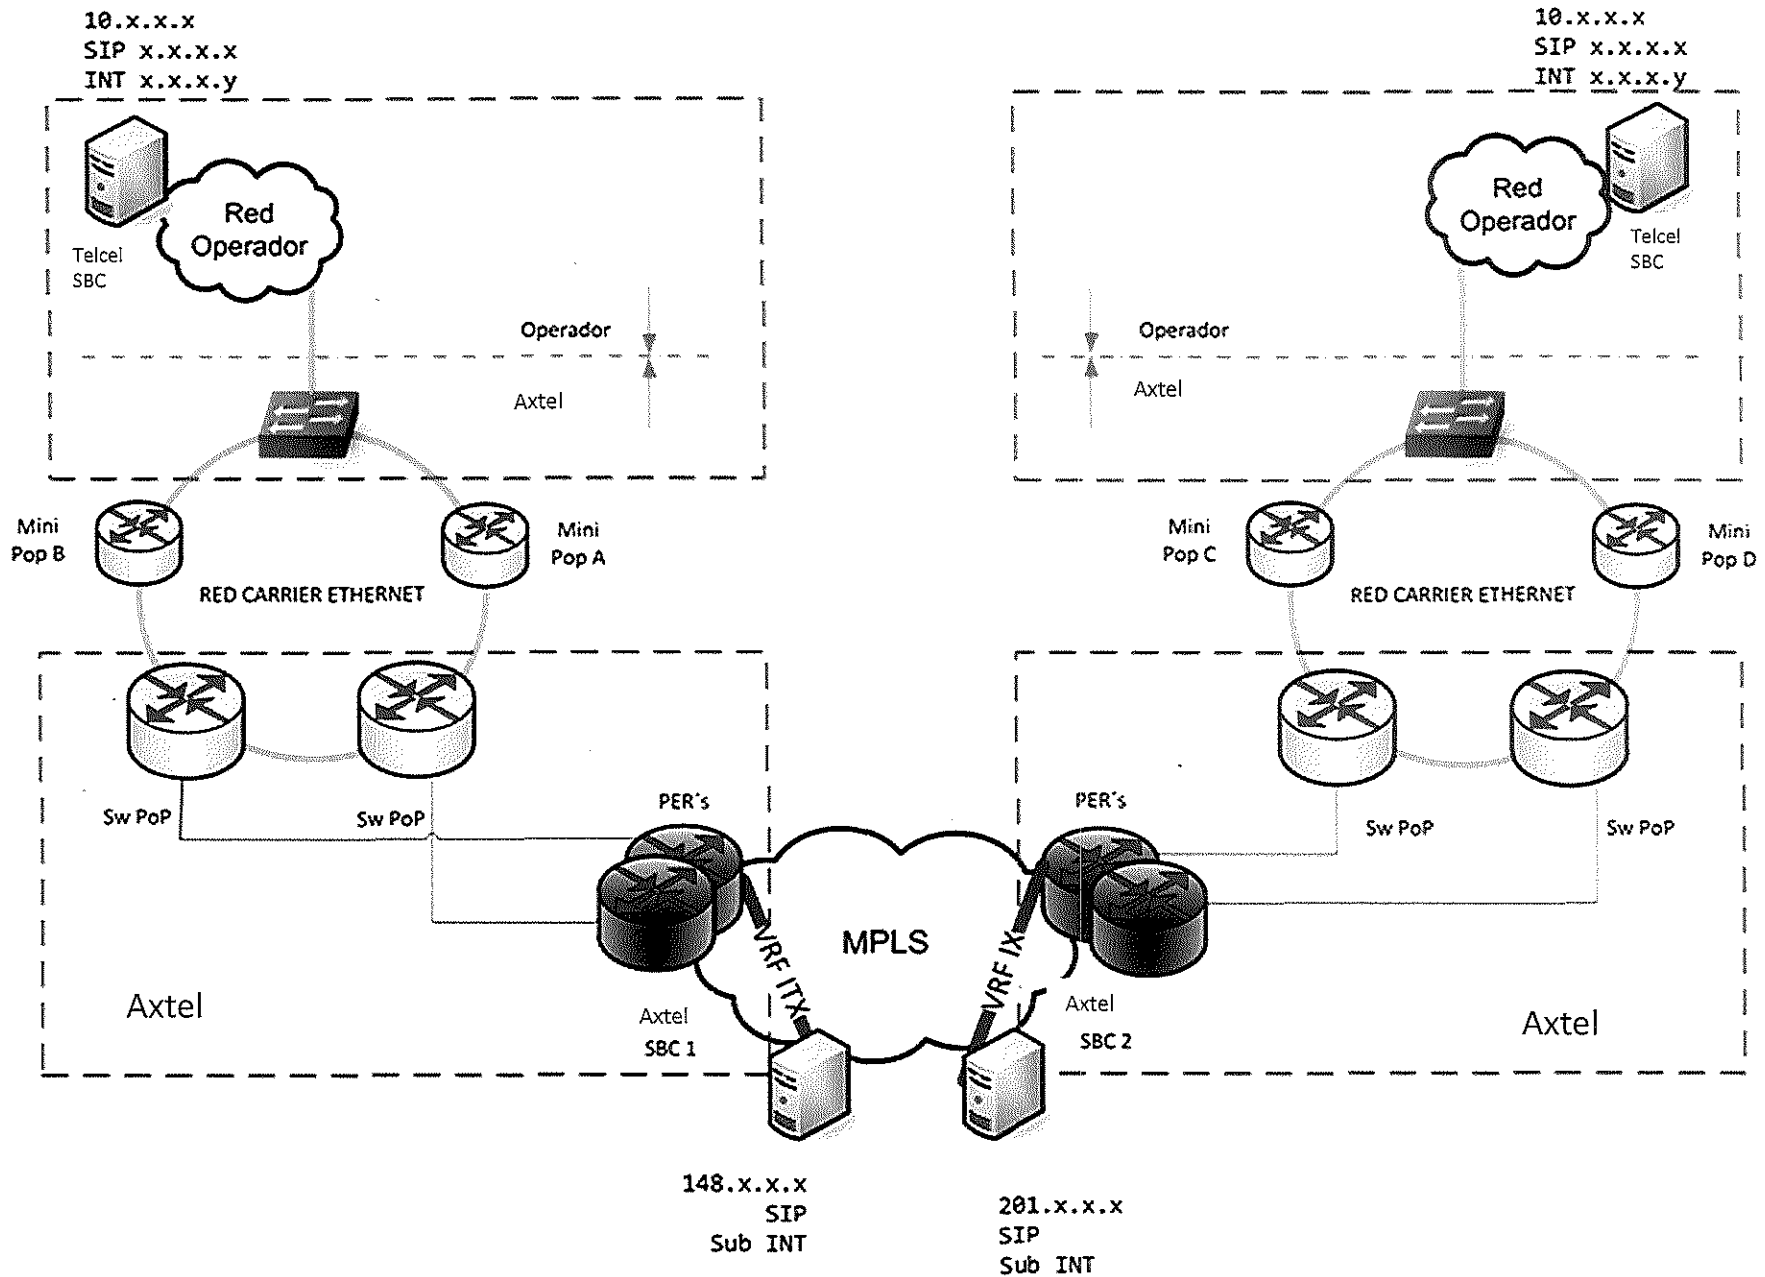 10.x.x.x
SIP x.x.x.x
INT x.x.x.y
10.x.x.x
SIP x.x.x.x
INT x.x.x.y
Red
Operador
Telcel
SBC
Red
Operador
Telcel
SBC
Operador
Axtel
Operador
Axtel
Mini
Pop B
Mini
Pop A
RED CARRIER ETHERNET
Mini
Pop C
Mini
Pop D
RED CARRIER ETHERNET
Sw PoP
Sw PoP
PER´s
PER´s
Sw PoP
Sw PoP
MPLS
VRF ITX
VRF IX
Axtel
Axtel
SBC 1
Axtel
SBC 2
Axtel
148.x.x.x
SIP
Sub INT
201.x.x.x
SIP
Sub INT